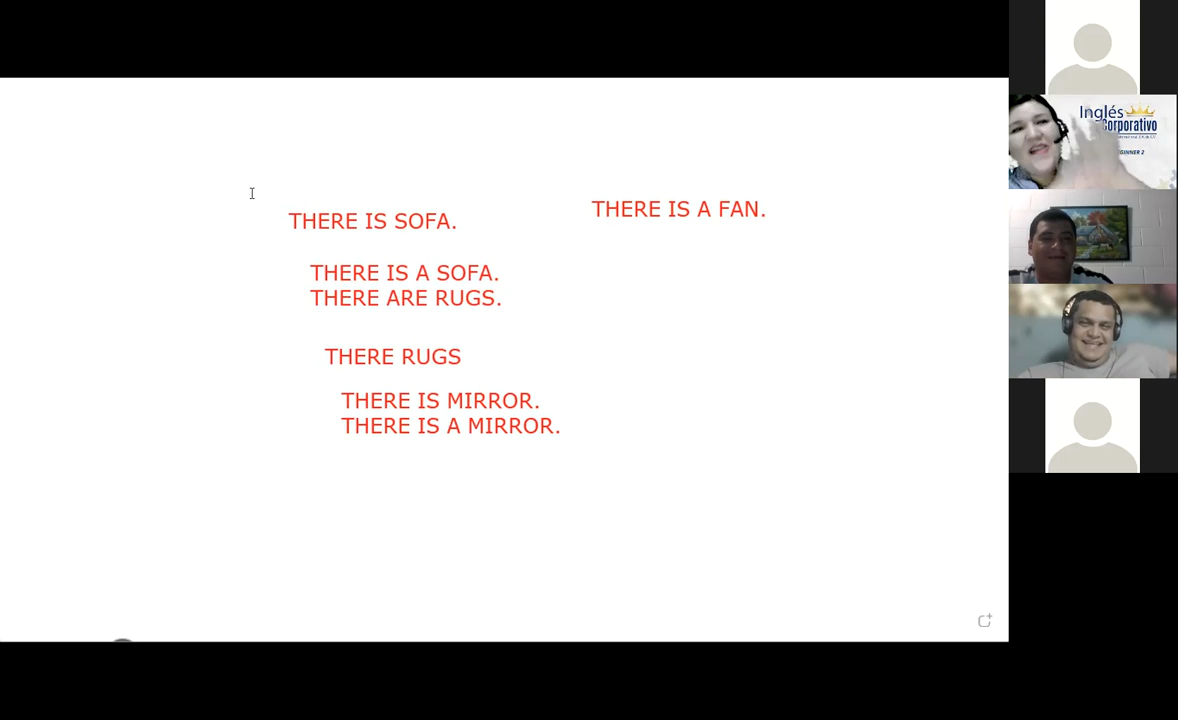 THERE IS SOFA.
THERE IS A FAN.
THERE IS A SOFA.
THERE ARE RUGS.
THERE RUGS
THERE IS MIRROR.
THERE IS A MIRROR.
Inglés
Corporativo